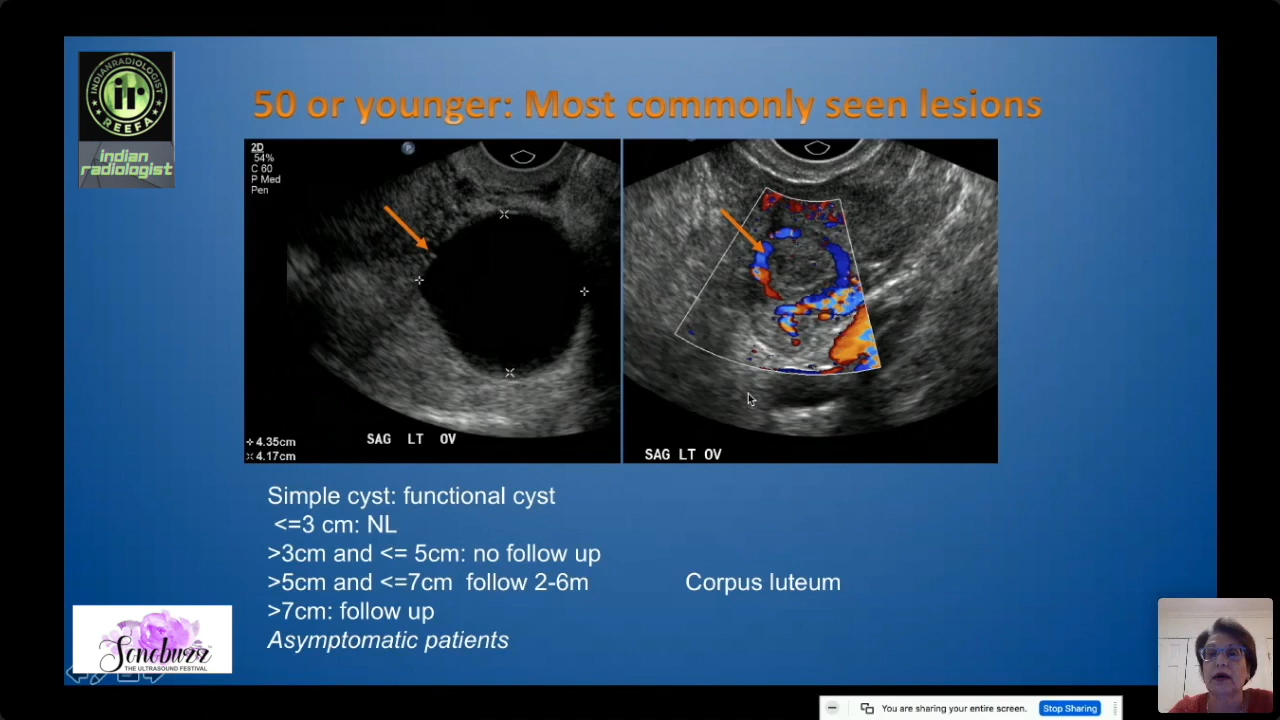 INDIANRADIOLOGIST
ir
REEFA
indian
radiologist
50 or younger: Most commonly seen lesions
2D
54%
C 60
P Med
Pen
P
4.35cm
4.17cm
SAG LT OV
SAG LT OV
Simple cyst: functional cyst
<=3 cm: NL
>3cm and <= 5cm: no follow up
>5cm and <=7cm follow 2-6m
>7cm: follow up
Asymptomatic patients
Corpus luteum
Sonobuzz
THE ULTRASOUND FESTIVAL
You are sharing your entire screen.
Stop Sharing